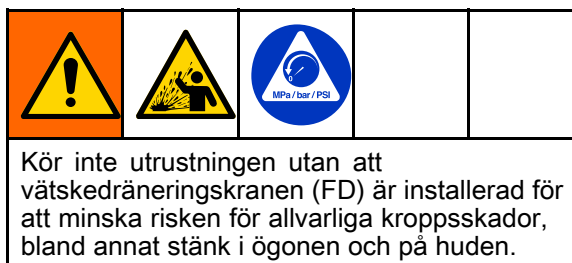 0
MPa / bar / PSI
Kör inte utrustningen utan att
vätskedräneringskranen (FD) är installerad för
att minska risken för allvarliga kroppsskador,
bland annat stänk i ögonen och på huden.